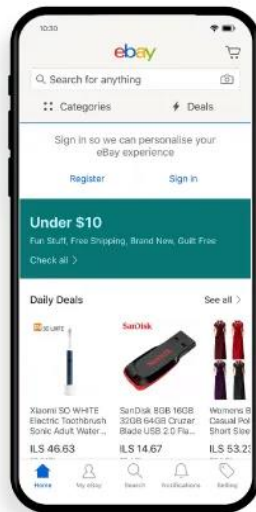 10:30
ebay
Search for anything
Categories
Deals
Sign in so we can personalise your
eBay experience
Register
Sign in
Under $10
Fun Stuff, Free Shipping, Brand New, Guilt Free
Check all >
Daily Deals
See all >
SO WHITE
SanDisk
Xiaomi SO WHITE
Electric Toothbrush
Sonic Adult Water...
ILS 46.63
SanDisk 8GB 16GB
32GB 64GB Cruzer
Blade USB 2.0 Fla...
ILS 14.67
Womens B
Casual Pol
Short Slee
ILS 53.23
Home
My eBay
Search
Notifications
Selling